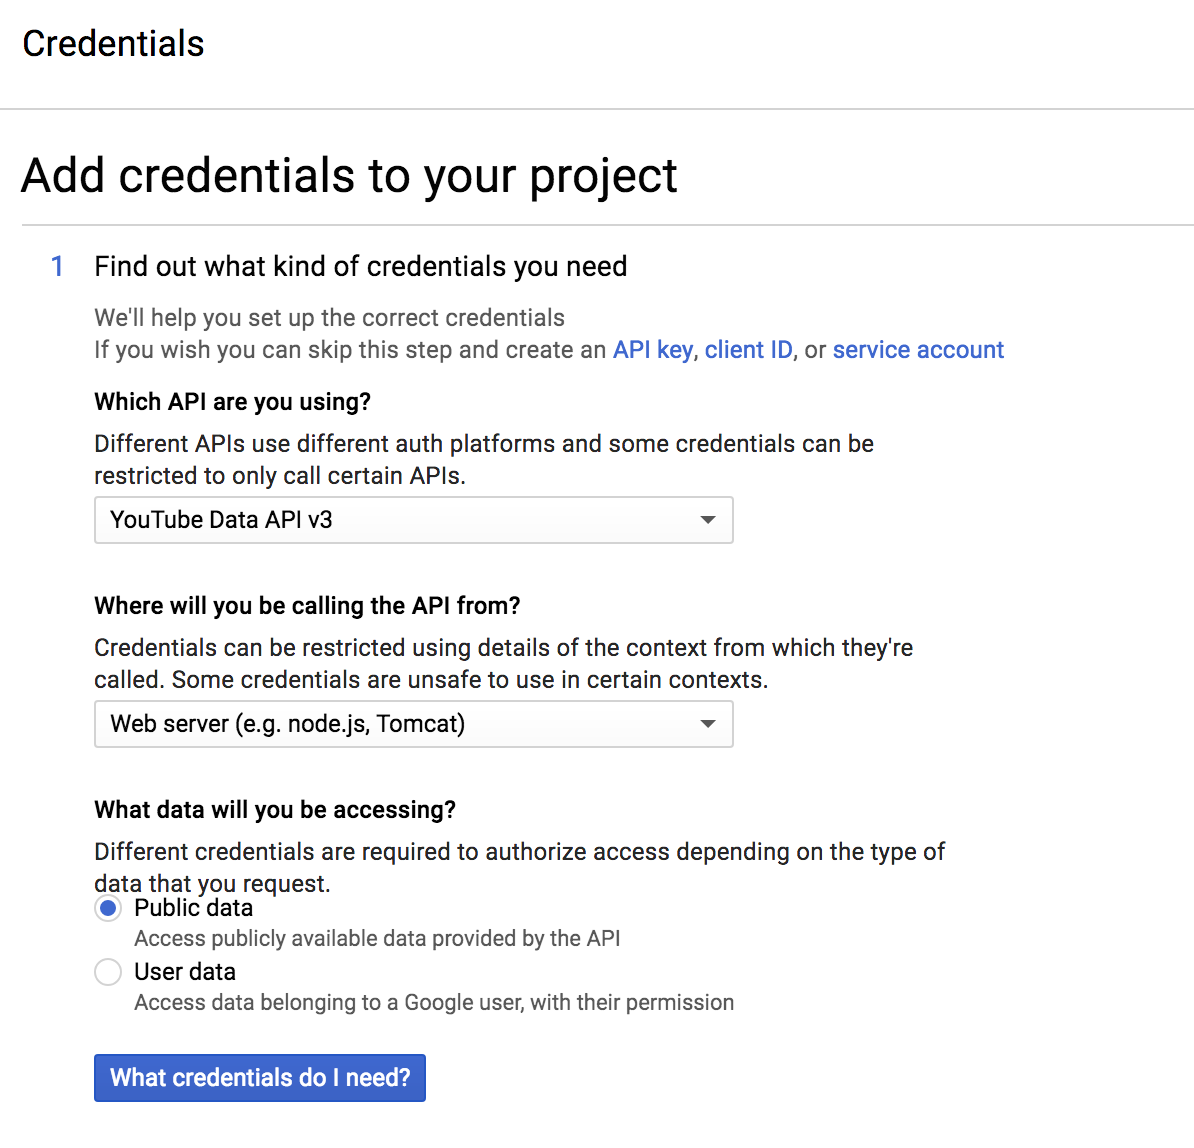 Credentials
Add credentials to your project
1 Find out what kind of credentials you need
We'll help you set up the correct credentials
If you wish you can skip this step and create an API key, client ID, or service account
Which API are you using?
Different APIs use different auth platforms and some credentials can be
restricted to only call certain APIs.
YouTube Data API v3
Where will you be calling the API from?
Credentials can be restricted using details of the context from which they're
called. Some credentials are unsafe to use in certain contexts.
Web server (e.g. node.js, Tomcat)
What data will you be accessing?
Different credentials are required to authorize access depending on the type of
data that you request.
Public data
Access publicly available data provided by the API
User data
Access data belonging to a Google user, with their permission
What credentials do I need?